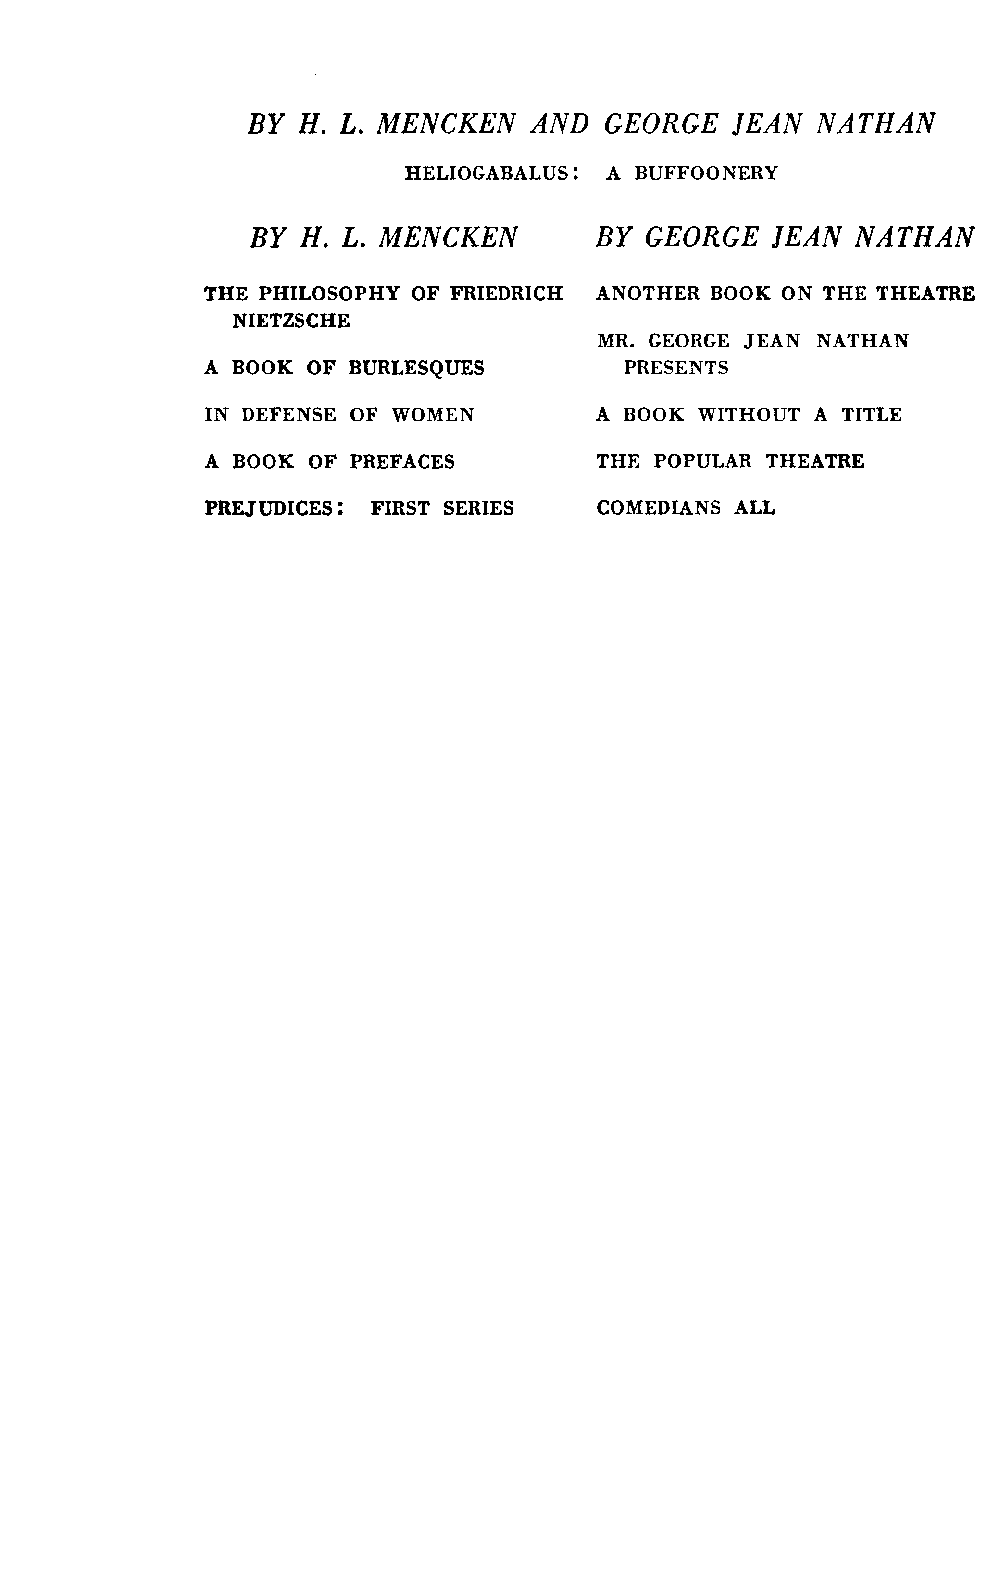 BY H. L. MENCKEN AND GEORGE JEAN NATHAN
HELIOGABALUS: A BUFFOONERY
BY H. L. MENCKEN
THE PHILOSOPHY OF FRIEDRICH
NIETZSCHE
A BOOK OF BURLESQUES
IN DEFENSE OF WOMEN
A BOOK OF PREFACES
PREJUDICES: FIRST SERIES
BY GEORGE JEAN NATHAN
ANOTHER BOOK ON THE THEATRE
MR. GEORGE JEAN NATHAN
PRESENTS
A BOOK WITHOUT A TITLE
THE POPULAR THEATRE
COMEDIANS ALL